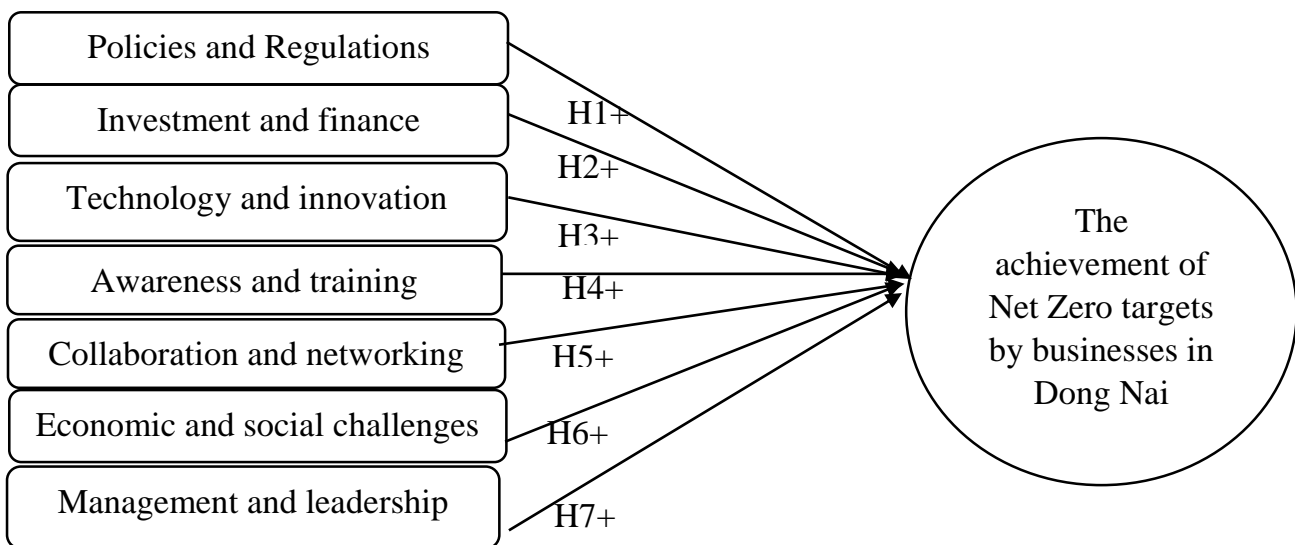 Policies and Regulations
H1+
Investment and finance
H2+
Technology and innovation
H3+
Awareness and training
H4+
Collaboration and networking
H5+
Economic and social challenges
H6+
Management and leadership
H7+
The
achievement of
Net Zero targets
by businesses in
Dong Nai